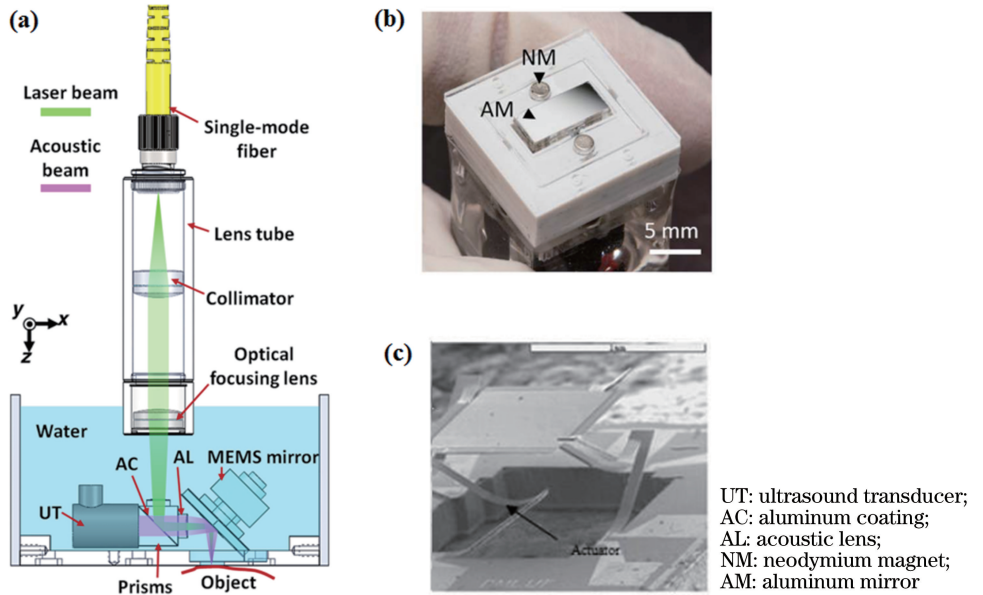 (a)
Laser beam
Acoustic
beam
Single-mode
fiber
Lens tube
Collimator
y
x
z
Optical
focusing lens
Water
AC
AL
MEMS mirror
UT
Prisms
Object
(b)
NM
AM
5 mm
(c)
Actuator
UT: ultrasound transducer;
AC: aluminum coating;
AL: acoustic lens;
NM: neodymium magnet;
AM: aluminum mirror